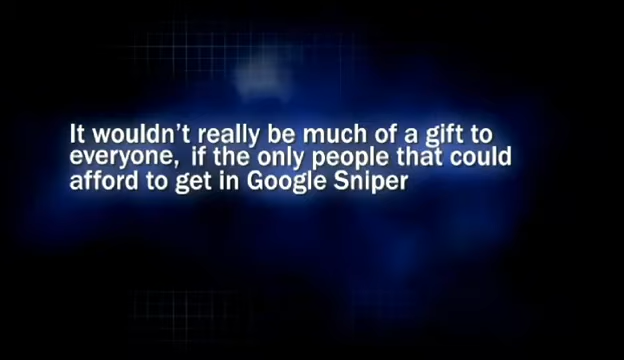 It wouldn’t really be much of a gift to
everyone, if the only people that could
afford to get in Google Sniper